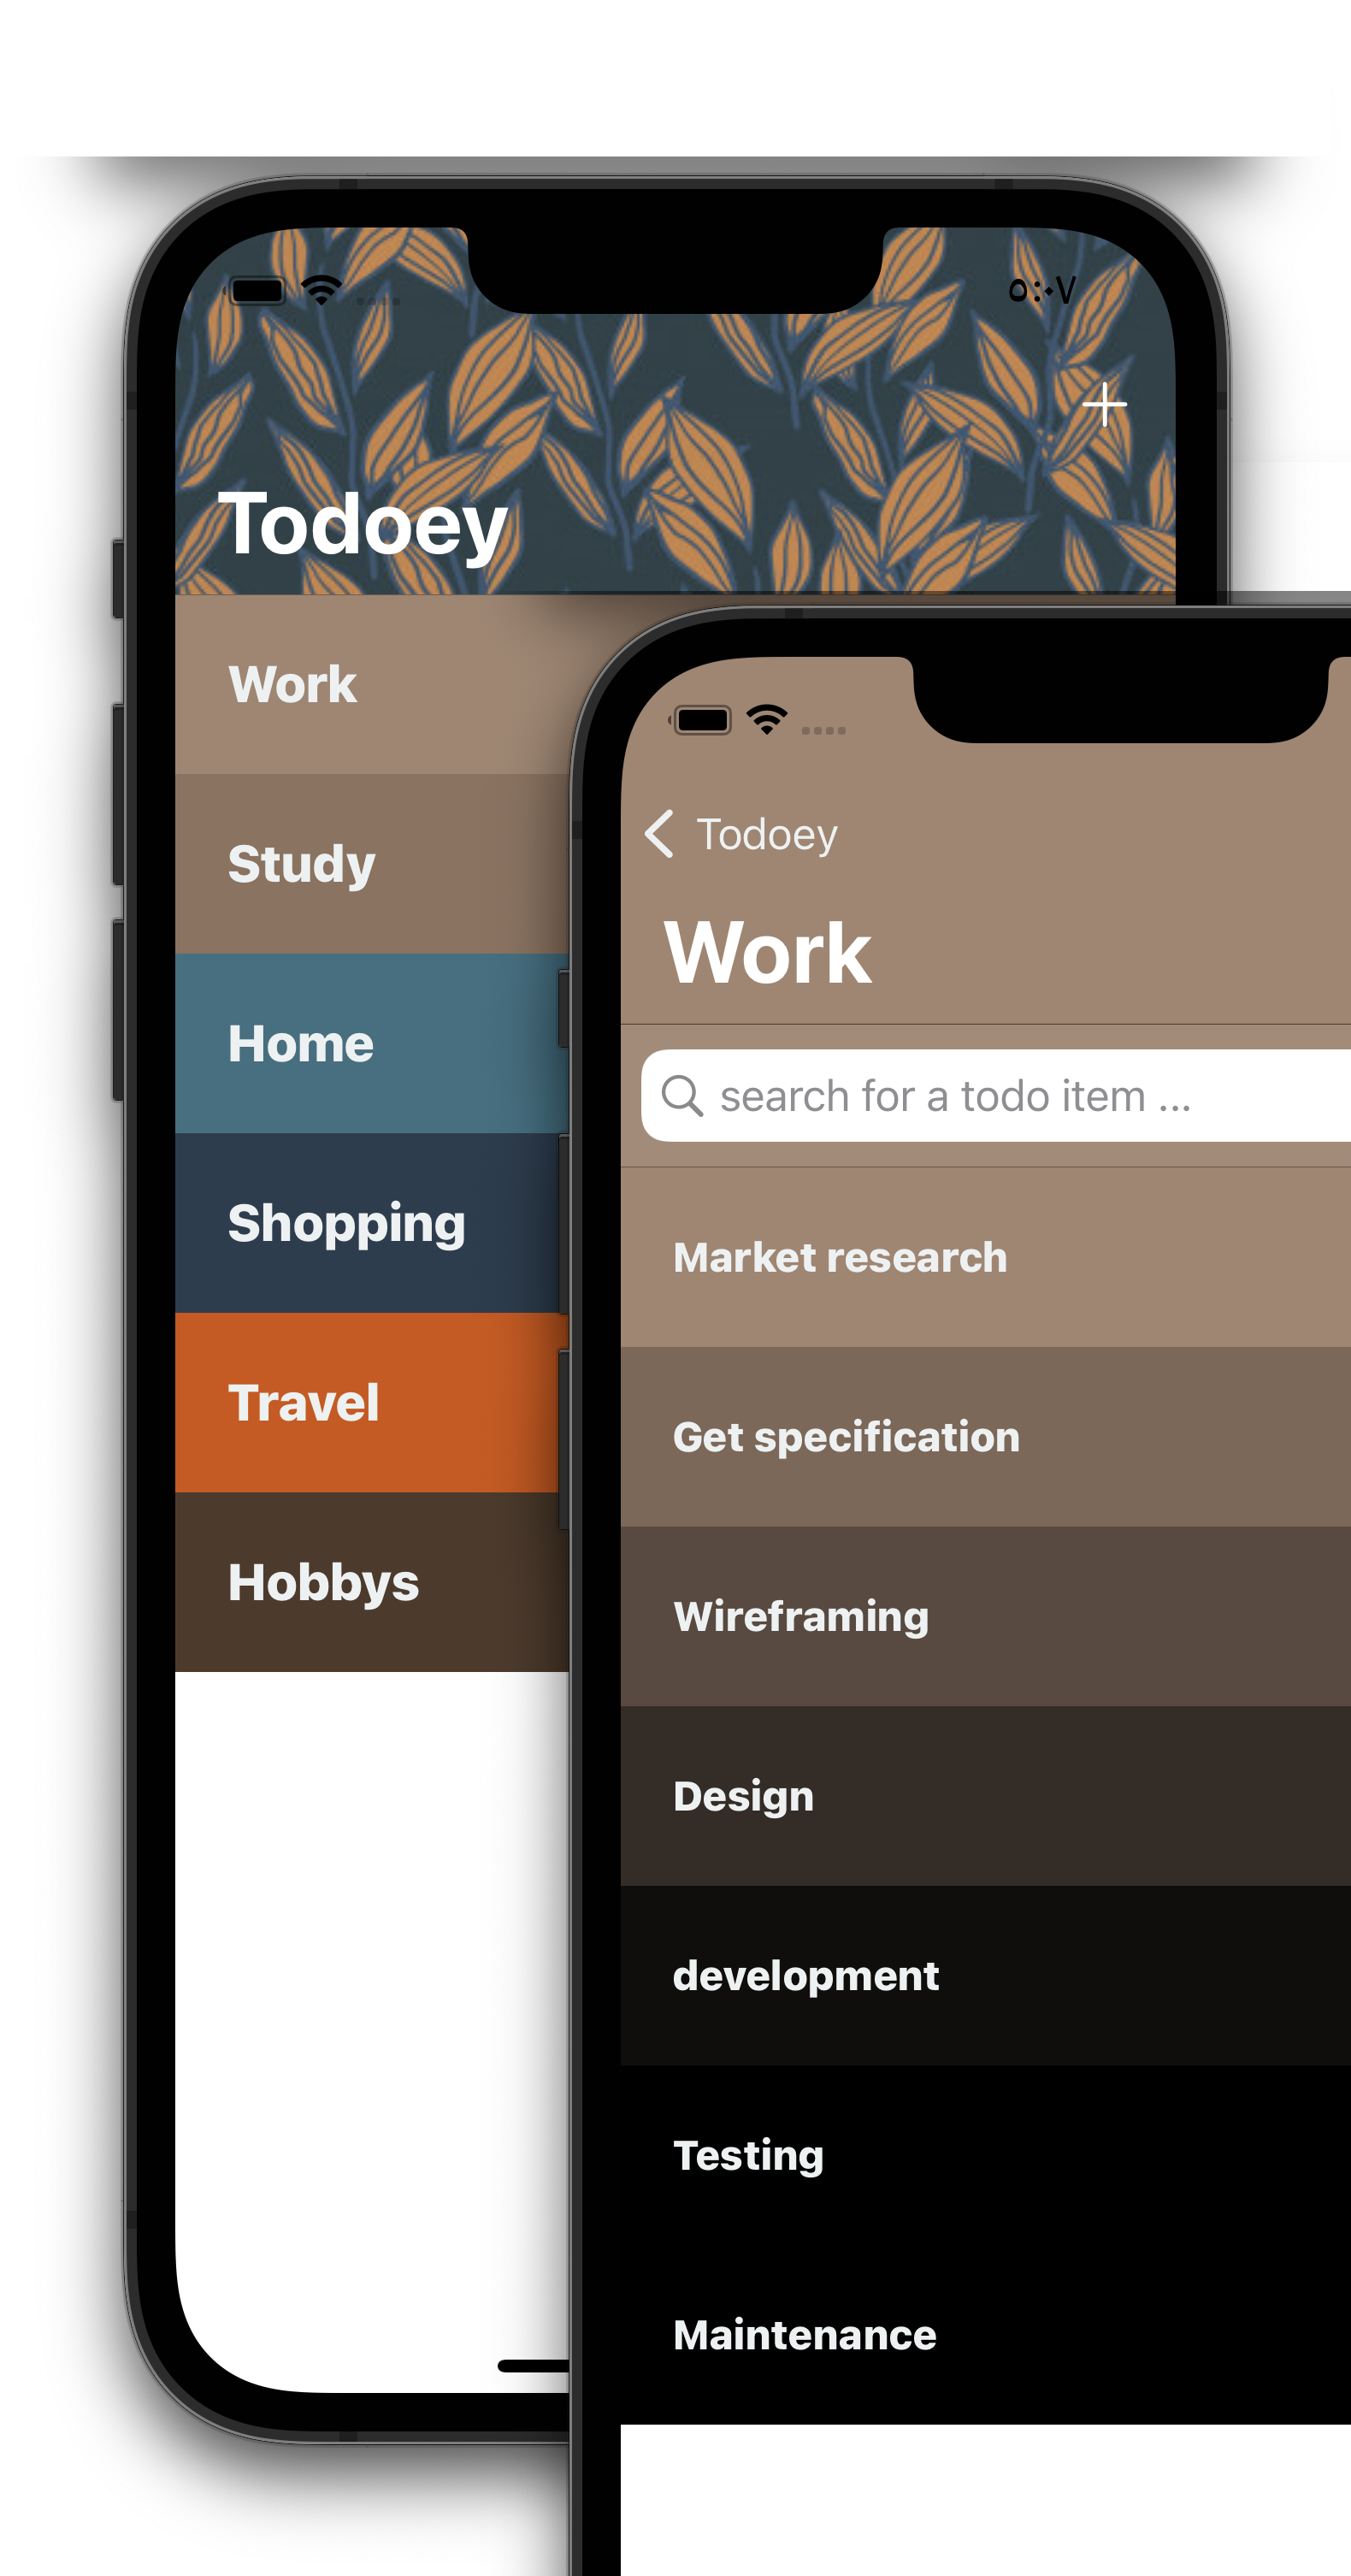 ٥:٠٧
Todoey
Work
Study
Home
Shopping
Travel
Hobbys
Todoey
Work
search for a todo item ...
Market research
Get specification
Wireframing
Design
development
Testing
Maintenance